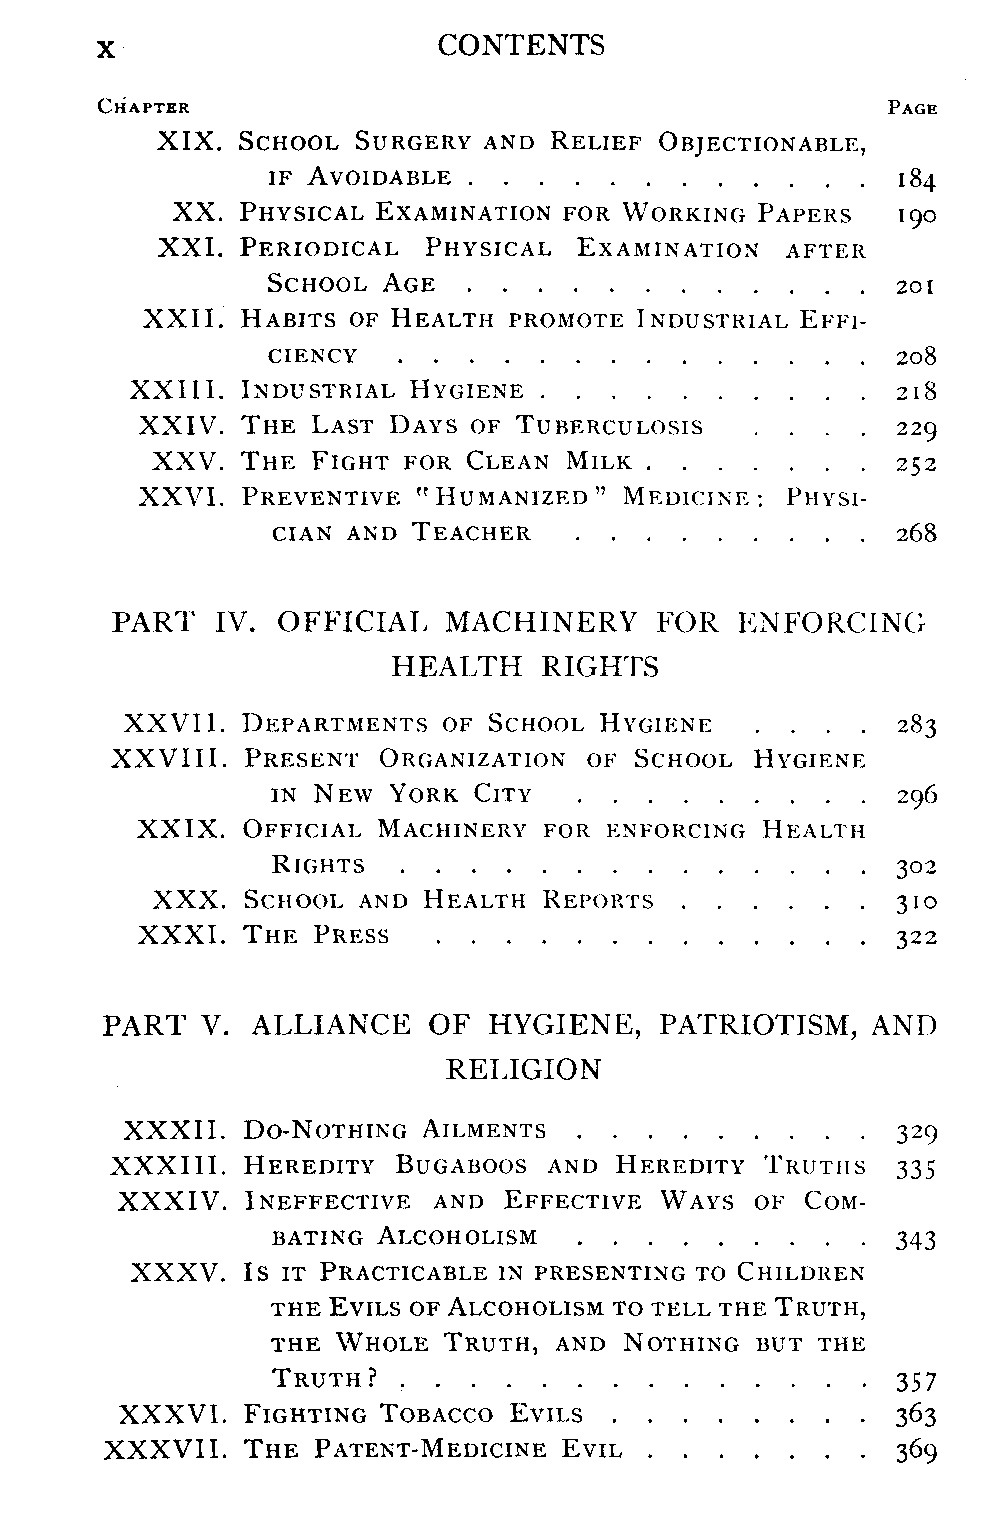 x CONTENTS
CHAPTER PAGE
XIX. SCHOOL SURGERY AND RELIEF OBJECTIONABLE,
IF AVOIDABLE . . . . . . . . . . . . 184
XX. PHYSICAL EXAMINATION FOR WORKING PAPERS 190
XXI. PERIODICAL PHYSICAL EXAMINATION AFTER
SCHOOL AGE . . . . . . . . . . . . 201
XXII. HABITS OF HEALTH PROMOTE INDUSTRIAL EFFI-
CIENCY . . . . . . . . . . . . . . 208
XXIII. INDUSTRIAL HYGIENE . . . . . . . . . . 218
XXIV. THE LAST DAYS OF TUBERCULOSIS . . . . 229
XXV. THE FIGHT FOR CLEAN MILK . . . . . . . 252
XXVI. PREVENTIVE "HUMANIZED" MEDICINE: PHYSI-
CIAN AND TEACHER . . . . . . . . . 268
PART IV. OFFICIAL MACHINERY FOR ENFORCING
HEALTH RIGHTS
XXVII. DEPARTMENTS OF SCHOOL HYGIENE . . . . 283
XXVIII. PRESENT ORGANIZATION OF SCHOOL HYGIENE
IN NEW YORK CITY . . . . . . . . . 296
XXIX. OFFICIAL MACHINERY FOR ENFORCING HEALTH
RIGHTS . . . . . . . . . . . . . . 302
XXX. SCHOOL AND HEALTH REPORTS . . . . . . 310
XXXI. THE PRESS . . . . . . . . . . . . . 322
PART V. ALLIANCE OF HYGIENE, PATRIOTISM, AND
RELIGION
XXXII. DO-NOTHING AILMENTS . . . . . . . . . 329
XXXIII. HEREDITY BUGABOOS AND HEREDITY TRUTHS 335
XXXIV. INEFFECTIVE AND EFFECTIVE WAYS OF COM-
BATING ALCOHOLISM . . . . . . . . . 343
XXXV. IS IT PRACTICABLE IN PRESENTING TO CHILDREN
THE EVILS OF ALCOHOLISM TO TELL THE TRUTH,
THE WHOLE TRUTH, AND NOTHING BUT THE
TRUTH? . . . . . . . . . . . . . . 357
XXXVI. FIGHTING TOBACCO EVILS . . . . . . . . 363
XXXVII. THE PATENT-MEDICINE EVIL . . . . . . . 369